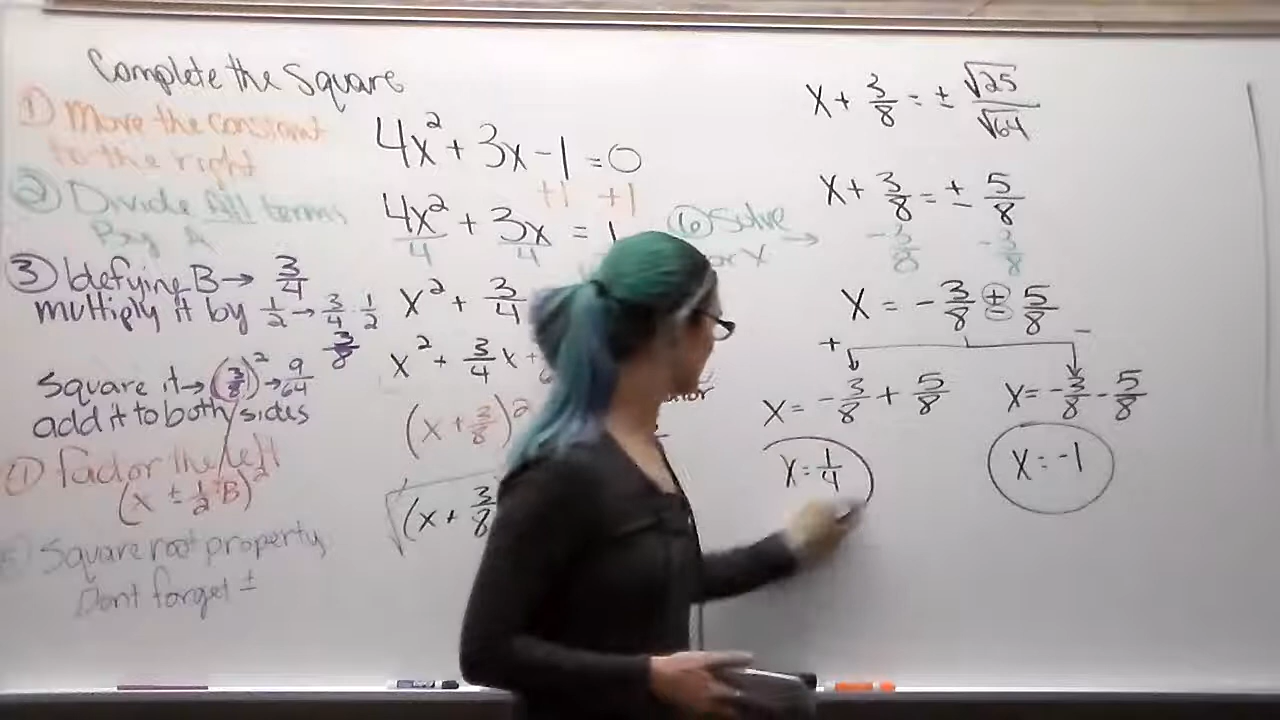 Complete the Square
① Move the constant
to the right
② Divide All terms
By A
③ Idefying B → 3/4
multiply it by 1/2 → 3/4 · 1/2
3/8
Square it → (3/8)² → 9/64
add it to both sides
④ factor the left
(x ± 1/2 B)²
Square root property
Dont forget ±
4x² + 3x - 1 = 0
+1 +1
4x²/4 + 3x/4 = 1
x² + 3/4
x² + 3/4 x +
(x + 3/8)²
√(x + 3/8
⑥ Solve
→
x + 3/8 = ± √25/√64
x + 3/8 = ± 5/8
-3/8 -3/8
x = -3/8 ± 5/8
+ -
x = -3/8 + 5/8
x = 1/4
x = -3/8 - 5/8
x = -1